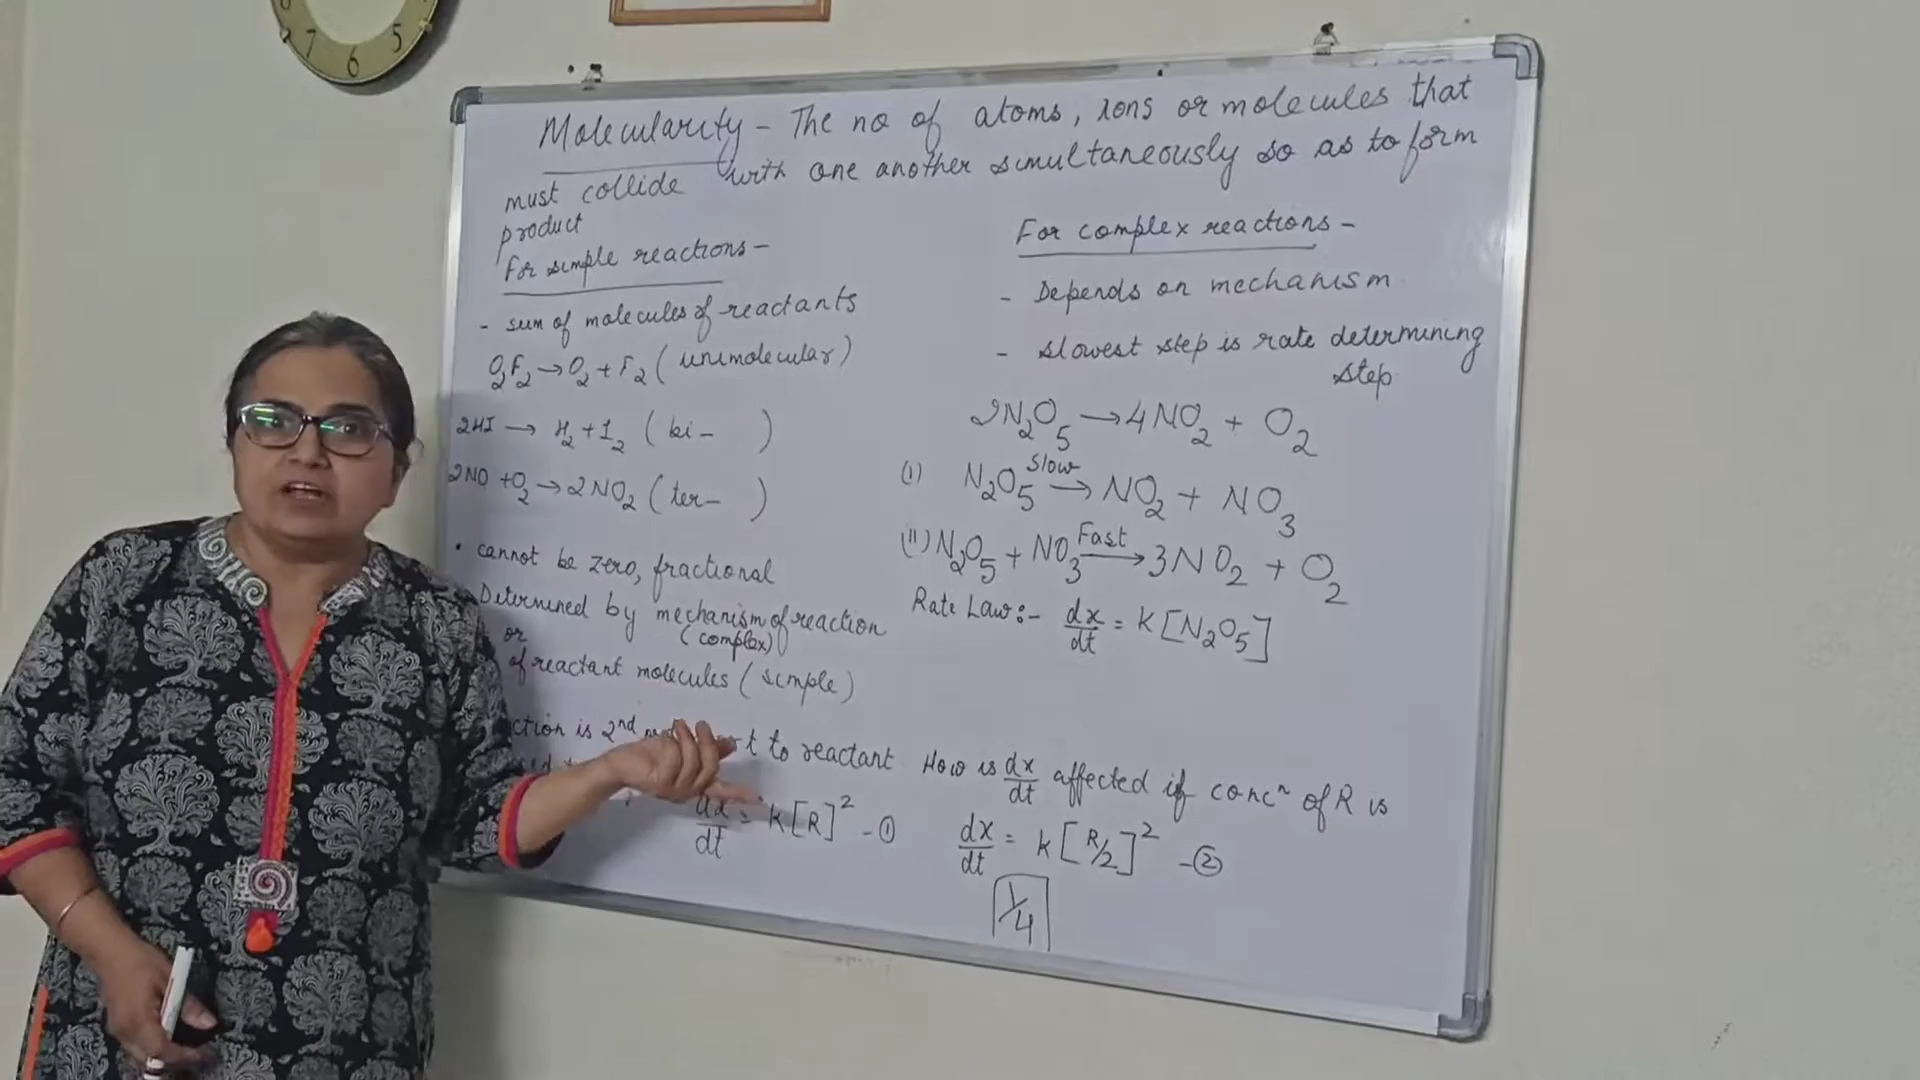 Molecularity - The no of atoms, ions or molecules that
must collide with one another simultaneously so as to form
product
For simple reactions -
- sum of molecules of reactants
O2F2 → O2 + F2 (unimolecular)
2HI → H2 + I2 (bi- )
2NO + O2 → 2NO2 (ter- )
• cannot be zero, fractional
Determined by mechanism of reaction
or (complex)
of reactant molecules (simple)
For complex reactions -
- Depends on mechanism
- slowest step is rate determining
step
2N2O5 → 4NO2 + O2
(I) N2O5 Slow → NO2 + NO3
(II) N2O5 + NO3 Fast → 3NO2 + O2
Rate Law :- dx/dt = K[N2O5]
is 2nd to reactant. How is dx/dt affected if concn of R is
dx/dt = K[R]² - ①
dx/dt = K[R/2]² - ②
1/4
7 6 5